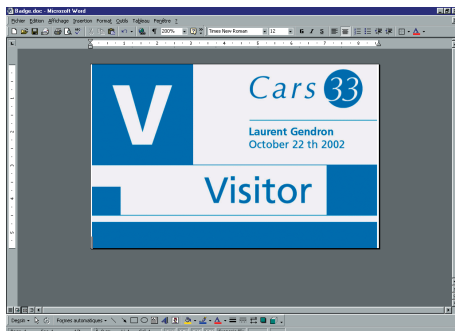 Badge.doc - Microsoft Word
Fichier Edition Affichage Insertion Format Outils Tableau Fenêtre ?
200% Times New Roman 12 G I S
V
Cars 33
Laurent Gendron
October 22 th 2002
Visitor
Dessin Formes automatiques